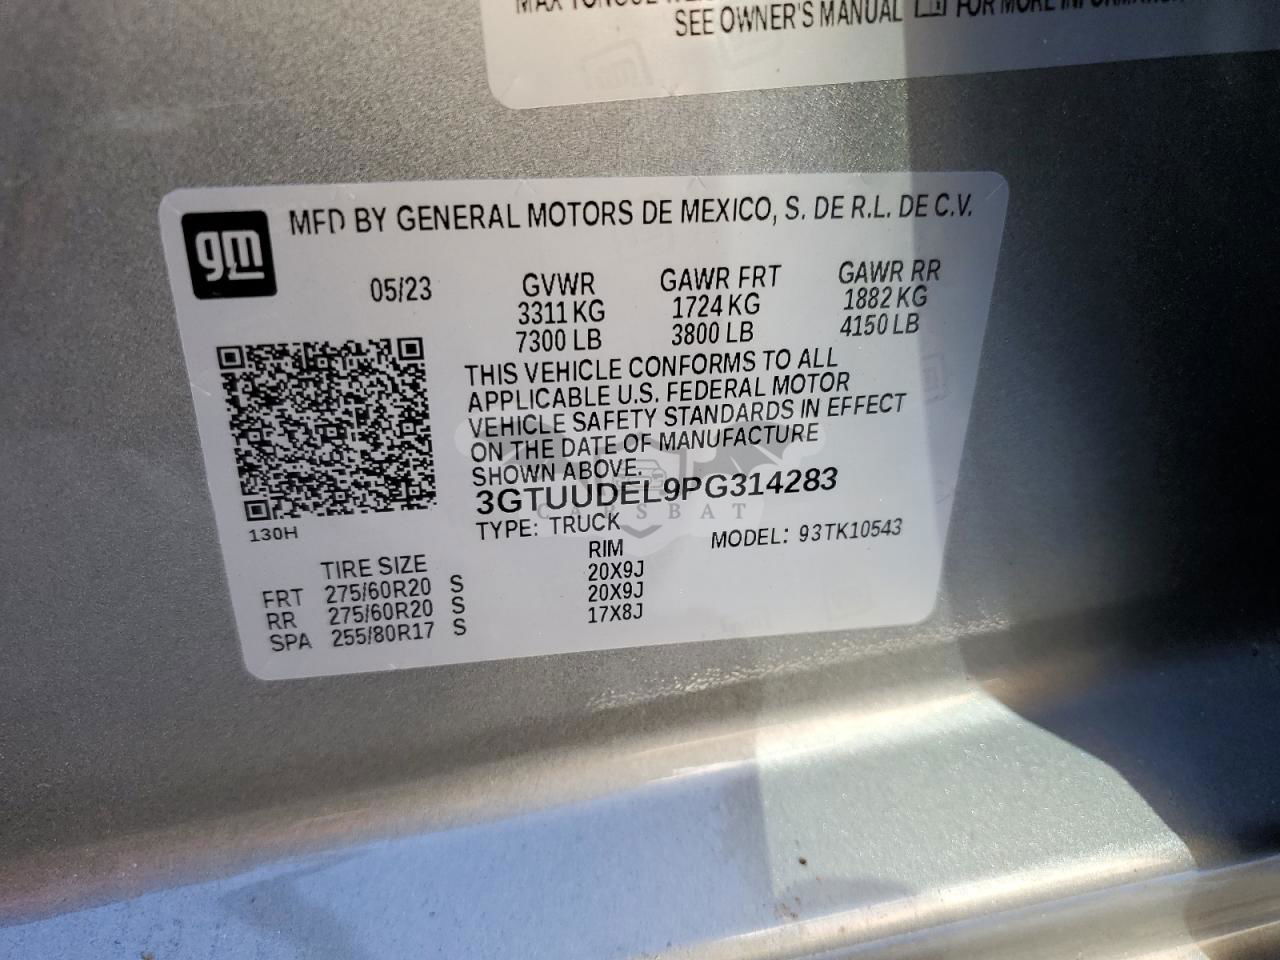 SEE OWNER'S MANUAL FOR MORE INFORMATION
gm
MFD BY GENERAL MOTORS DE MEXICO, S. DE R.L. DE C.V.
05/23 GVWR GAWR FRT GAWR RR
3311 KG 1724 KG 1882 KG
7300 LB 3800 LB 4150 LB
THIS VEHICLE CONFORMS TO ALL
APPLICABLE U.S. FEDERAL MOTOR
VEHICLE SAFETY STANDARDS IN EFFECT
ON THE DATE OF MANUFACTURE
SHOWN ABOVE.
3GTUUDEL9PG314283
130H
TYPE: TRUCK MODEL: 93TK10543
CARSBAT
TIRE SIZE RIM
FRT 275/60R20 S 20X9J
RR 275/60R20 S 20X9J
SPA 255/80R17 S 17X8J